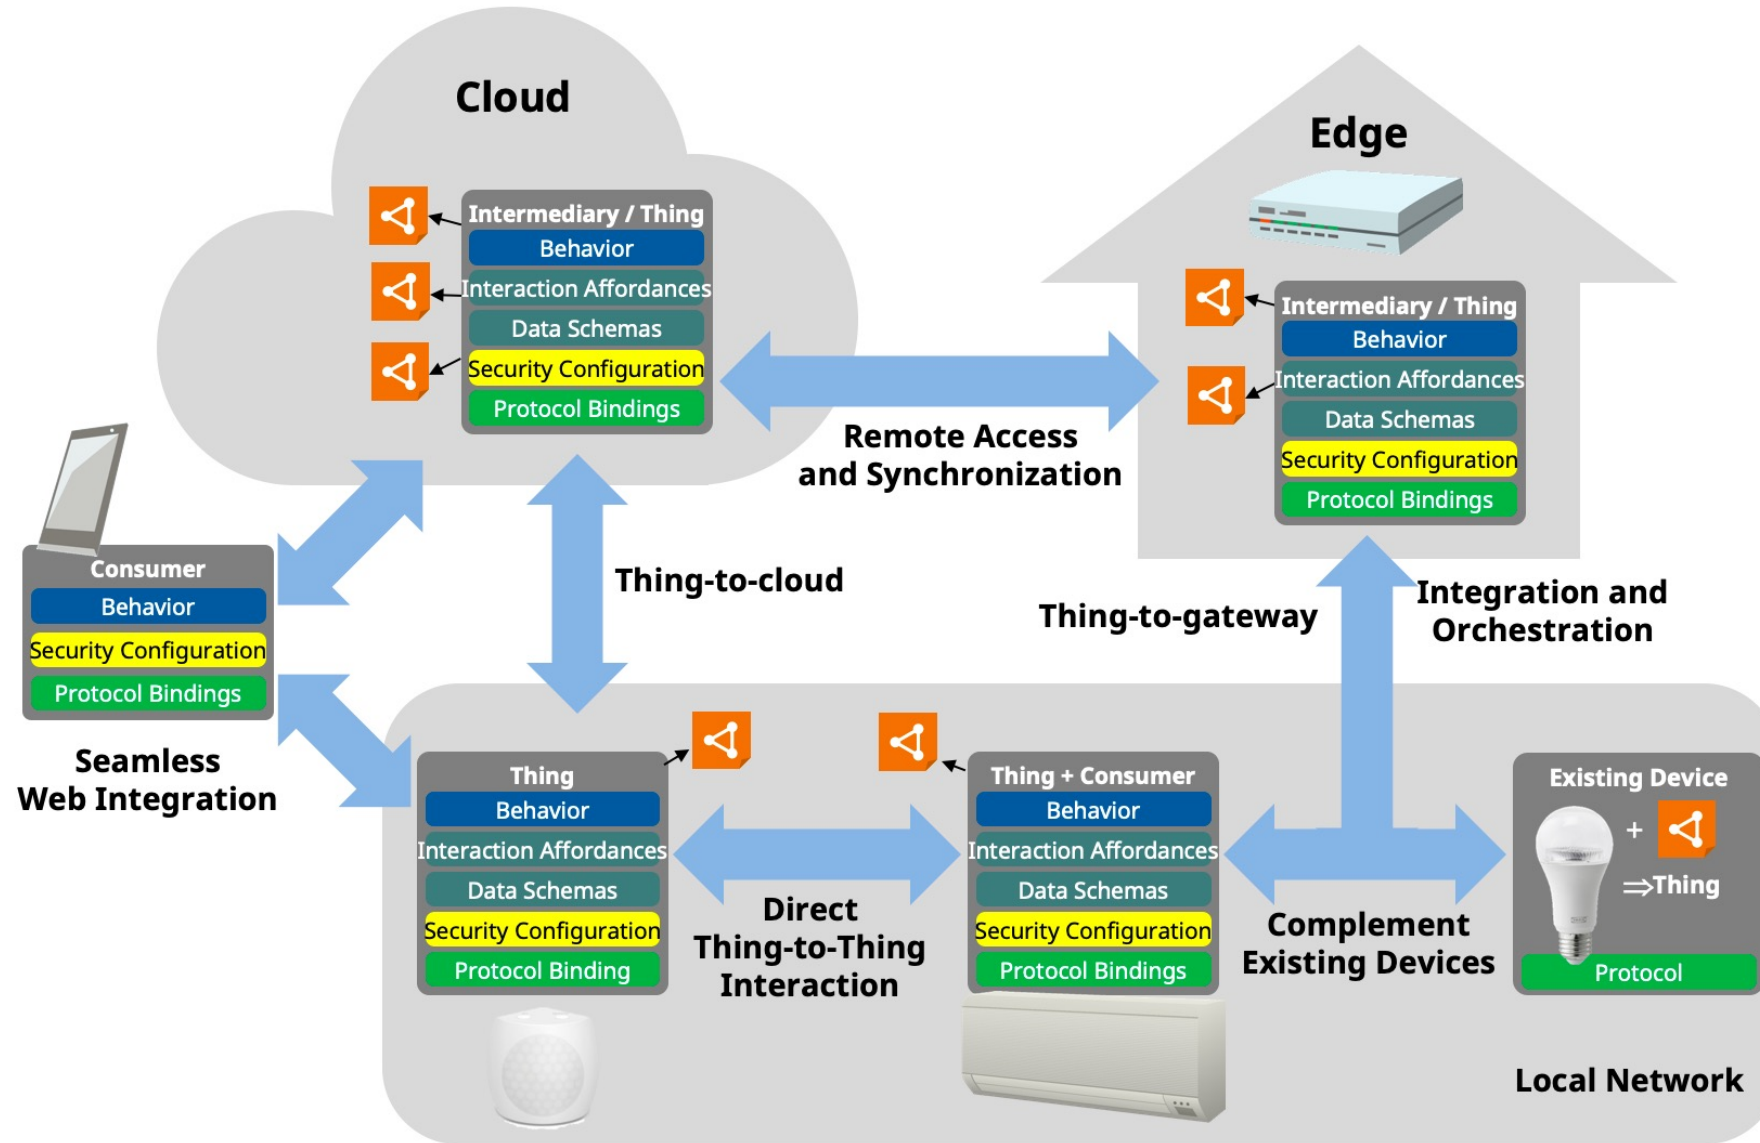 Cloud
Intermediary / Thing
Behavior
Interaction Affordances
Data Schemas
Security Configuration
Protocol Bindings
Edge
Intermediary / Thing
Behavior
Interaction Affordances
Data Schemas
Security Configuration
Protocol Bindings
Remote Access
and Synchronization
Consumer
Behavior
Security Configuration
Protocol Bindings
Seamless
Web Integration
Thing-to-cloud
Thing-to-gateway
Integration and
Orchestration
Thing
Behavior
Interaction Affordances
Data Schemas
Security Configuration
Protocol Binding
Direct
Thing-to-Thing
Interaction
Thing + Consumer
Behavior
Interaction Affordances
Data Schemas
Security Configuration
Protocol Bindings
Complement
Existing Devices
Existing Device
+
⇒Thing
Protocol
Local Network